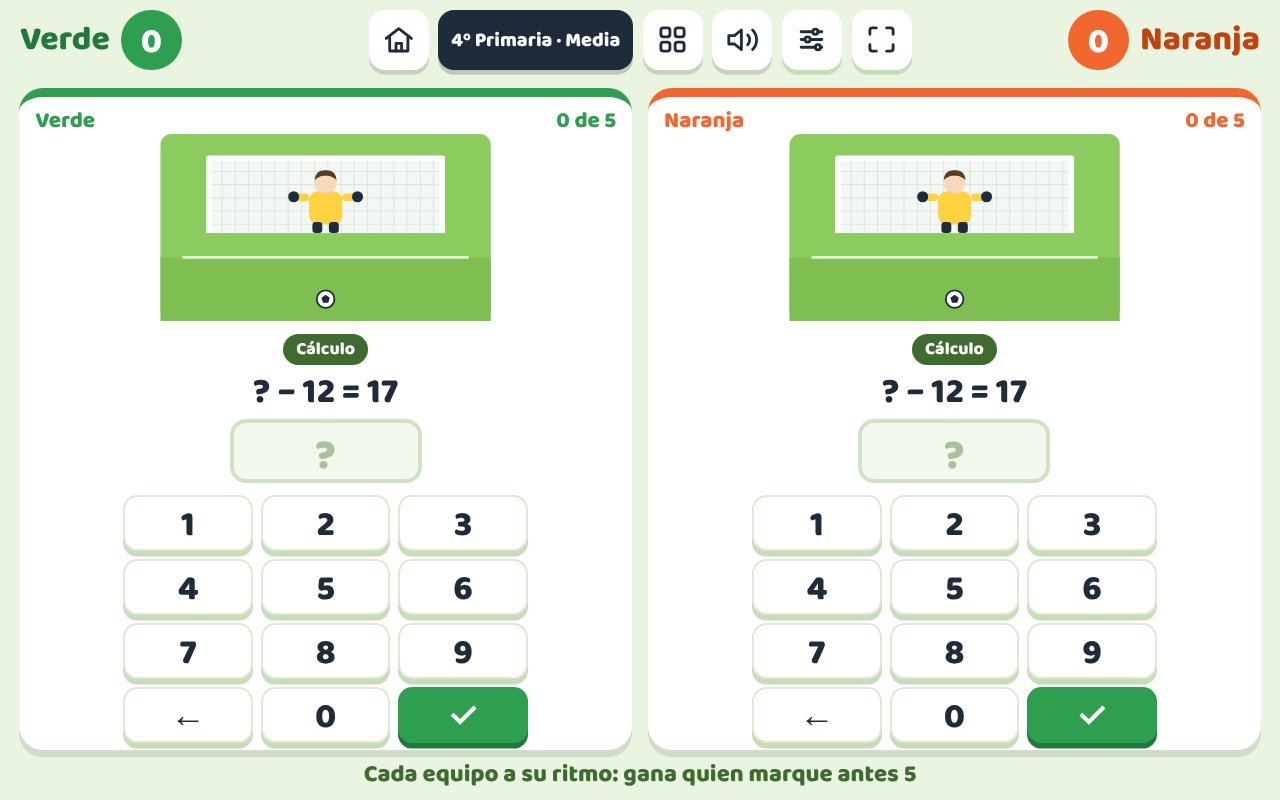 Verde 0 4º Primaria · Media 0 Naranja
Verde 0 de 5
Cálculo
? – 12 = 17
?
1 2 3
4 5 6
7 8 9
← 0 ✓
Naranja 0 de 5
Cálculo
? – 12 = 17
?
1 2 3
4 5 6
7 8 9
← 0 ✓
Cada equipo a su ritmo: gana quien marque antes 5